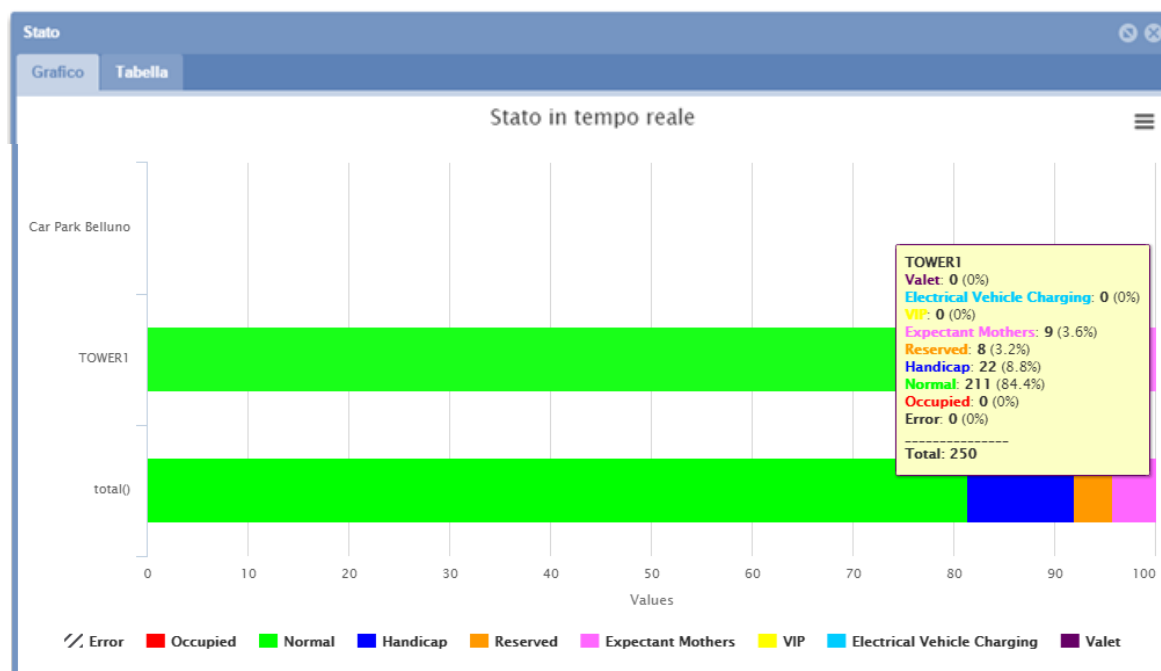 Stato
Grafico Tabella
Stato in tempo reale
Car Park Belluno
TOWER1
total()
TOWER1
Valet: 0 (0%)
Electrical Vehicle Charging: 0 (0%)
VIP: 0 (0%)
Expectant Mothers: 9 (3.6%)
Reserved: 8 (3.2%)
Handicap: 22 (8.8%)
Normal: 211 (84.4%)
Occupied: 0 (0%)
Error: 0 (0%)
_______________
Total: 250
0 10 20 30 40 50 60 70 80 90 100
Values
Error Occupied Normal Handicap Reserved Expectant Mothers VIP Electrical Vehicle Charging Valet